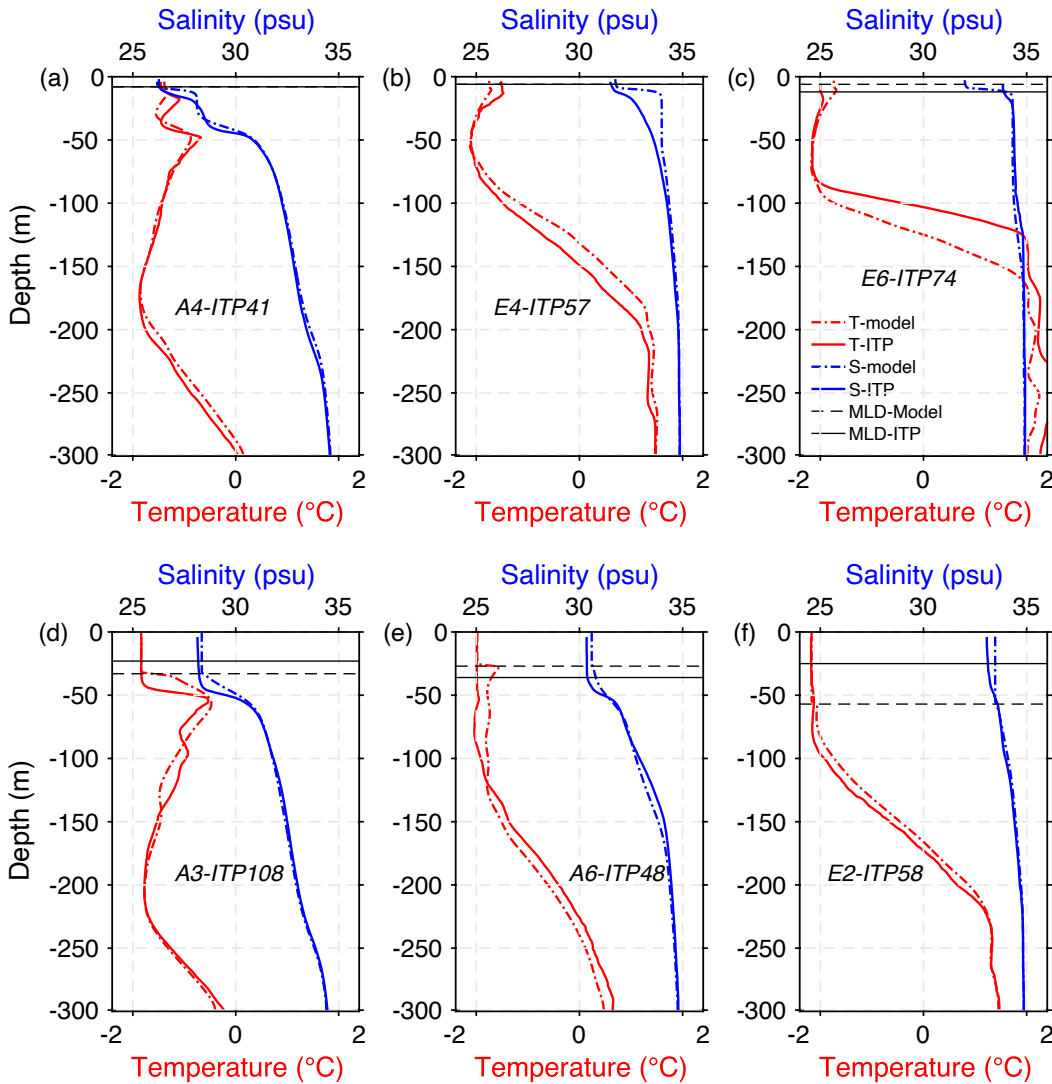 Salinity (psu) Salinity (psu) Salinity (psu)
25 30 35 25 30 35 25 30 35
(a) (b) (c)
0 0 0
-50 -50 -50
-100 -100 -100
-150 -150 -150
-200 -200 -200
-250 -250 -250
-300 -300 -300
Depth (m)
A4-ITP41 E4-ITP57 E6-ITP74
T-model
T-ITP
S-model
S-ITP
MLD-Model
MLD-ITP
-2 0 2 -2 0 2 -2 0 2
Temperature (°C) Temperature (°C) Temperature (°C)
Salinity (psu) Salinity (psu) Salinity (psu)
25 30 35 25 30 35 25 30 35
(d) (e) (f)
0 0 0
-50 -50 -50
-100 -100 -100
-150 -150 -150
-200 -200 -200
-250 -250 -250
-300 -300 -300
Depth (m)
A3-ITP108 A6-ITP48 E2-ITP58
-2 0 2 -2 0 2 -2 0 2
Temperature (°C) Temperature (°C) Temperature (°C)